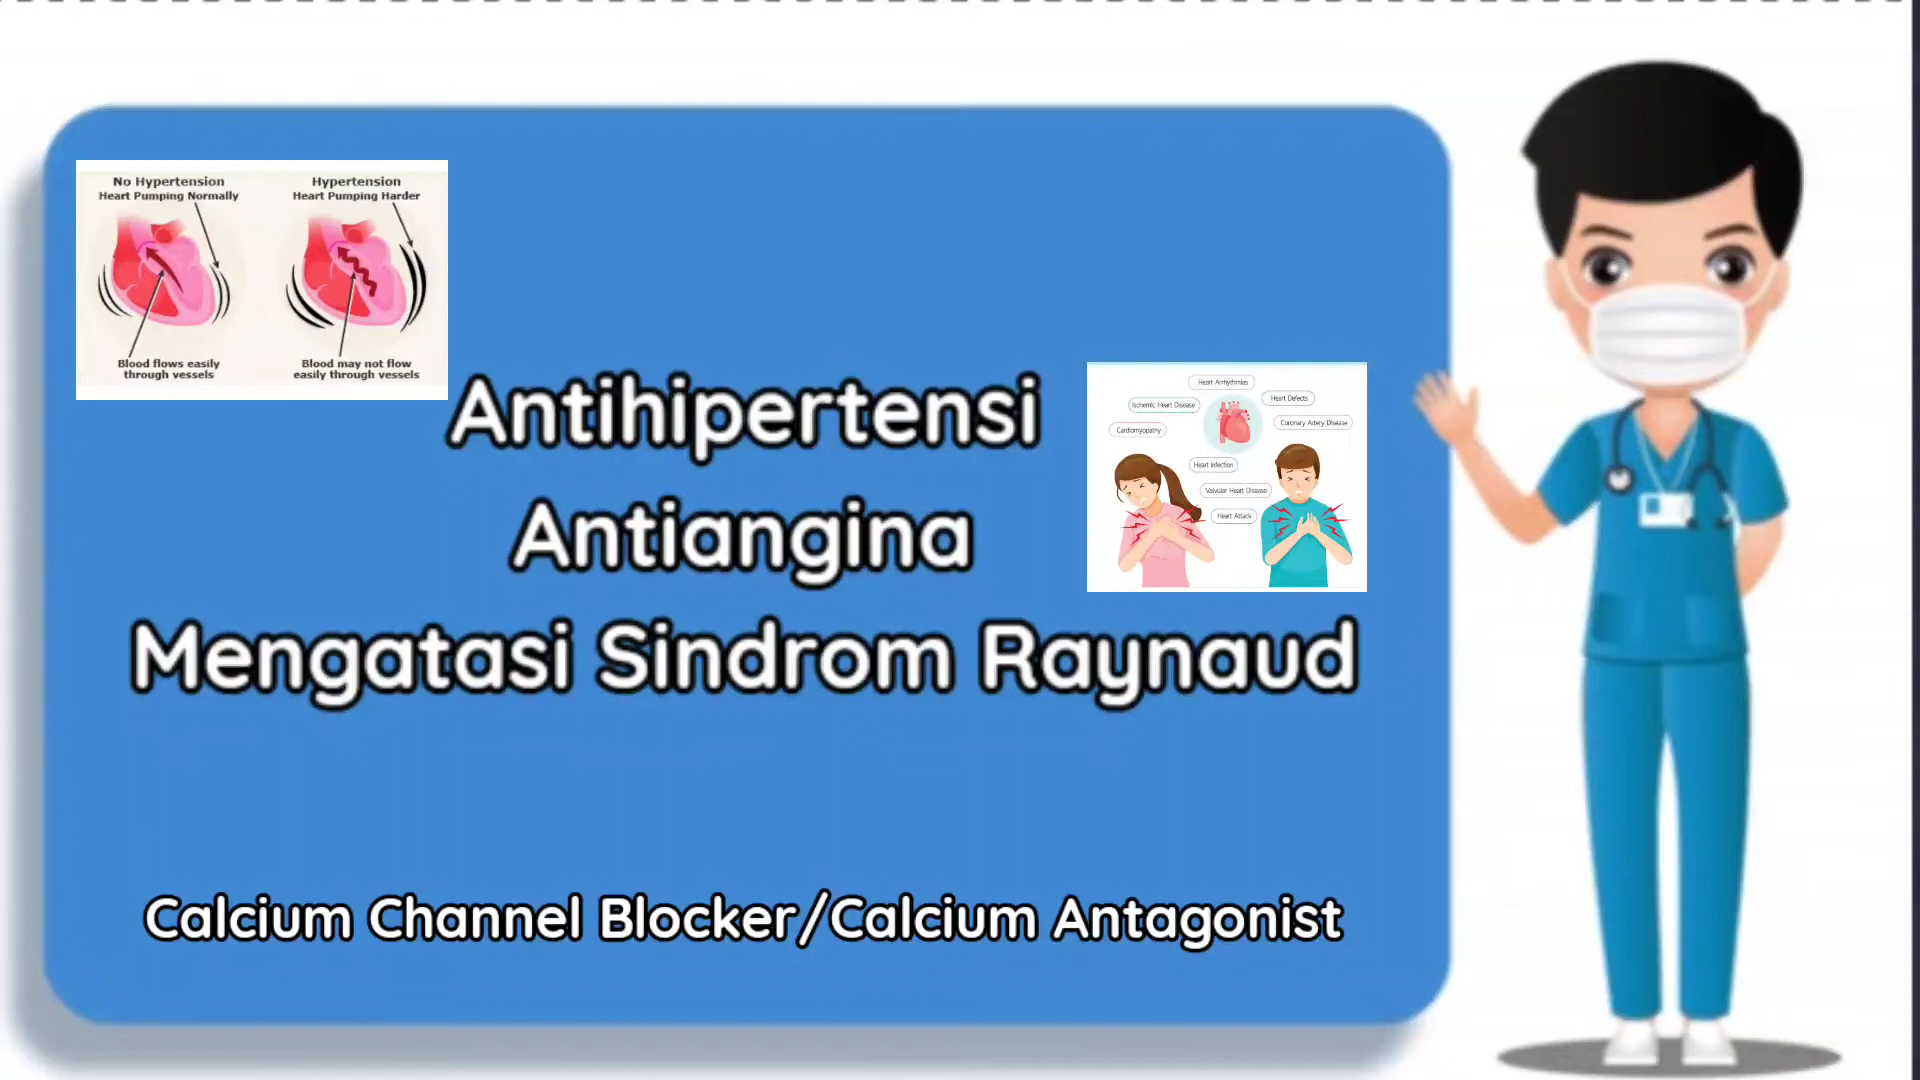 No Hypertension
Heart Pumping Normally
Hypertension
Heart Pumping Harder
Blood flows easily
through vessels
Blood may not flow
easily through vessels
Antihipertensi
Antiangina
Mengatasi Sindrom Raynaud
Heart Arrhythmias
Ischemic Heart Disease
Heart Defects
Cardiomyopathy
Coronary Artery Disease
Heart Infection
Valvular Heart Disease
Heart Attack
Calcium Channel Blocker/Calcium Antagonist